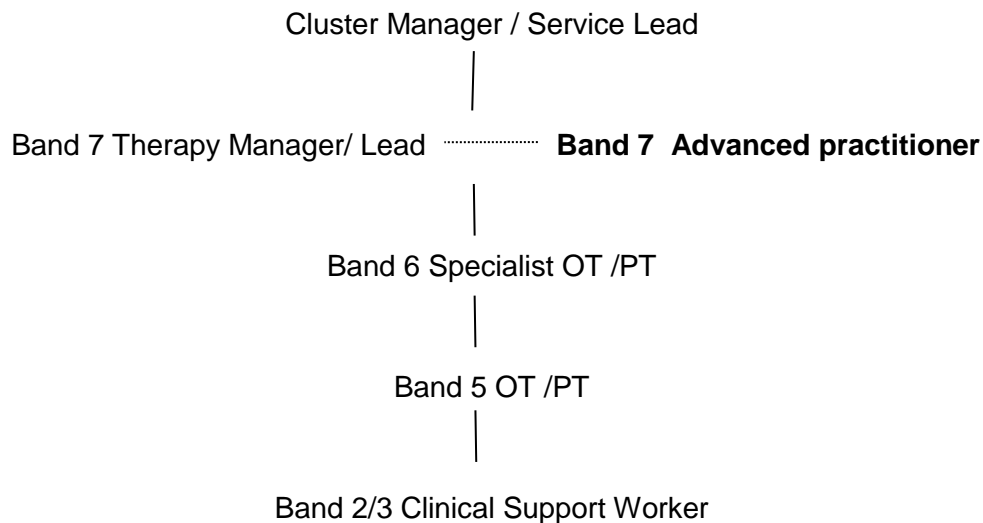 Cluster Manager / Service Lead
Band 7 Therapy Manager/ Lead Band 7 Advanced practitioner
Band 6 Specialist OT /PT
Band 5 OT /PT
Band 2/3 Clinical Support Worker